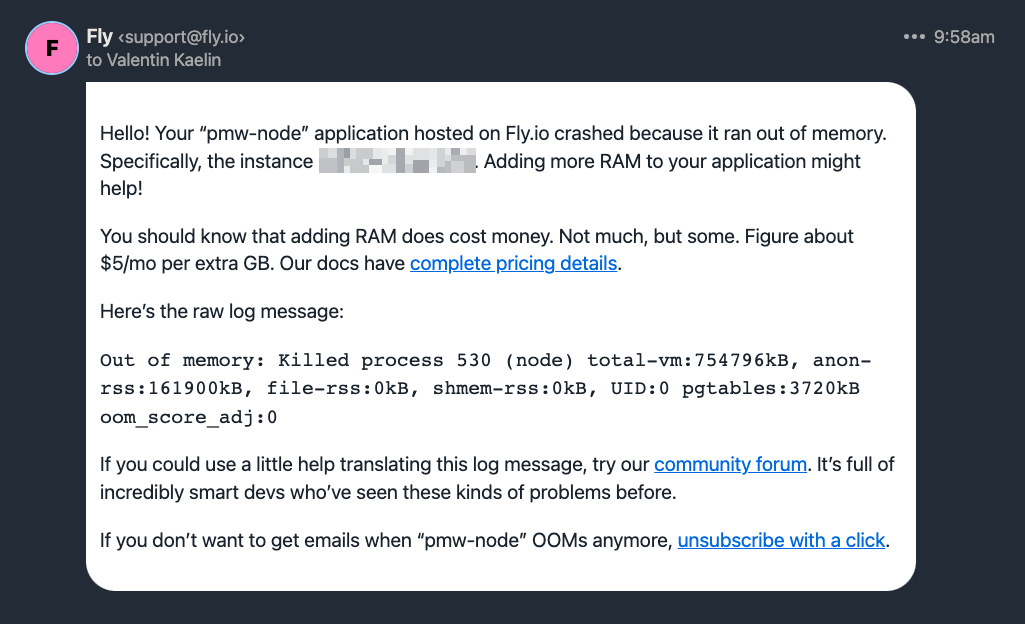 F
Fly <support@fly.io>
••• 9:58am
to Valentin Kaelin
Hello! Your “pmw-node” application hosted on Fly.io crashed because it ran out of memory.
Specifically, the instance . Adding more RAM to your application might
help!
You should know that adding RAM does cost money. Not much, but some. Figure about
$5/mo per extra GB. Our docs have complete pricing details.
Here’s the raw log message:
Out of memory: Killed process 530 (node) total-vm:754796kB, anon-
rss:161900kB, file-rss:0kB, shmem-rss:0kB, UID:0 pgtables:3720kB
oom_score_adj:0
If you could use a little help translating this log message, try our community forum. It’s full of
incredibly smart devs who’ve seen these kinds of problems before.
If you don’t want to get emails when “pmw-node” OOMs anymore, unsubscribe with a click.